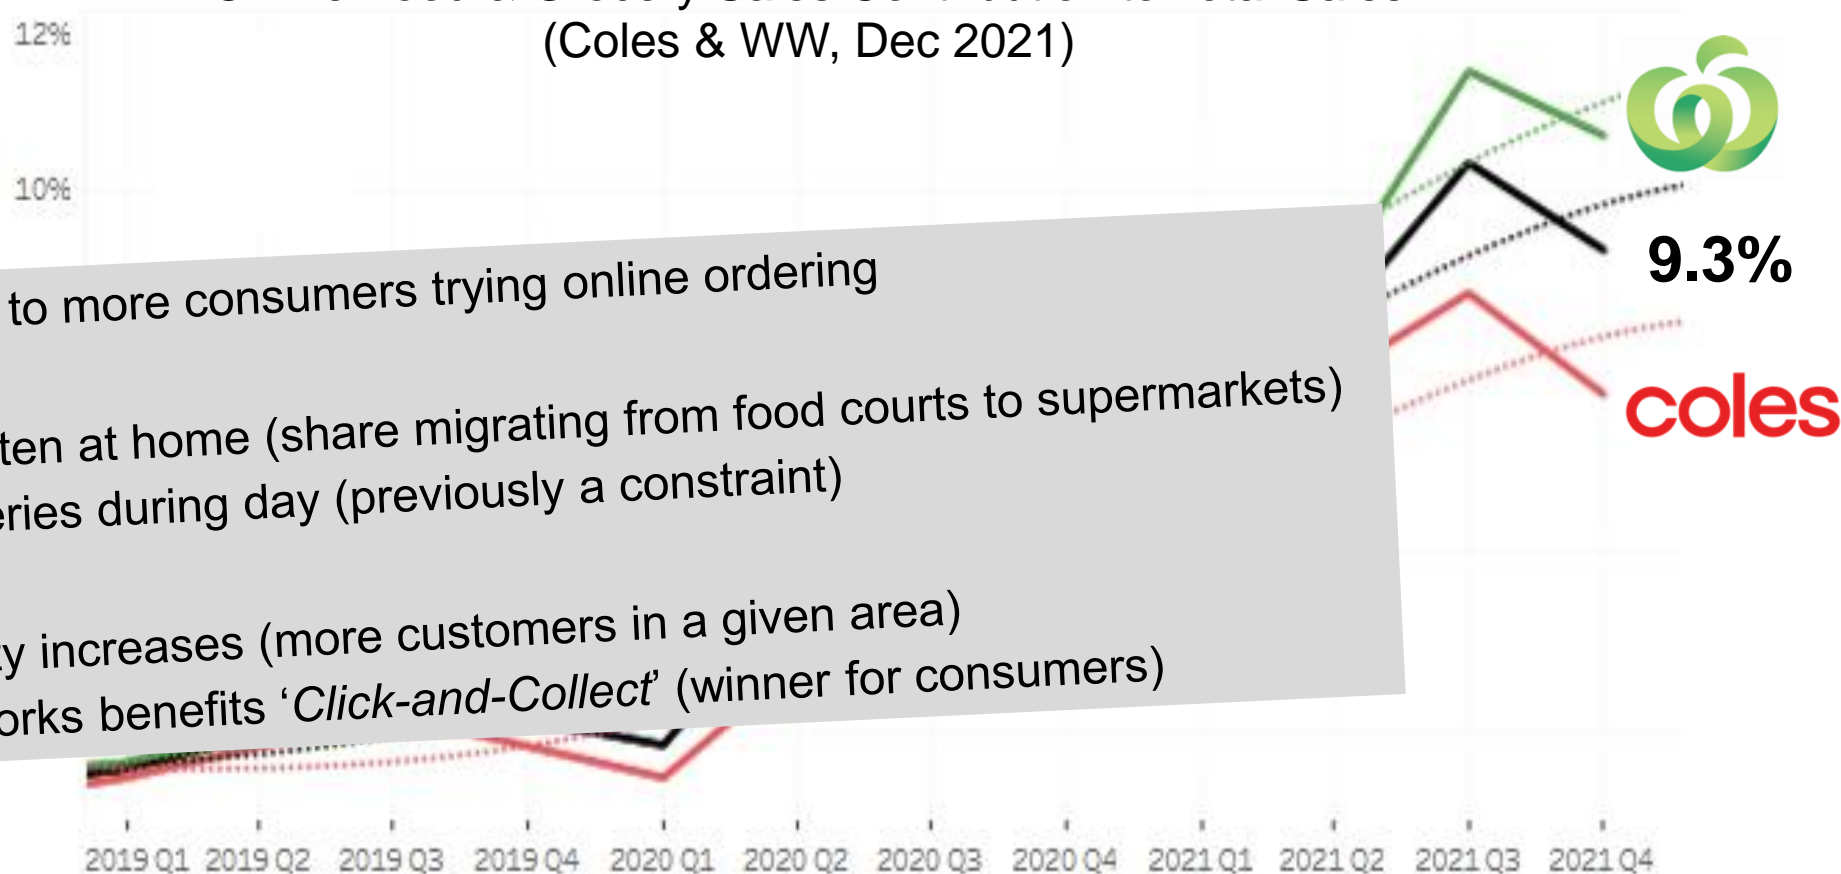 (Coles & WW, Dec 2021)
12%
10%
to more consumers trying online ordering
at home (share migrating from food courts to supermarkets)
during day (previously a constraint)
increases (more customers in a given area)
benefits ‘Click-and-Collect’ (winner for consumers)
9.3%
coles
2019 Q1 2019 Q2 2019 Q3 2019 Q4 2020 Q1 2020 Q2 2020 Q3 2020 Q4 2021 Q1 2021 Q2 2021 Q3 2021 Q4